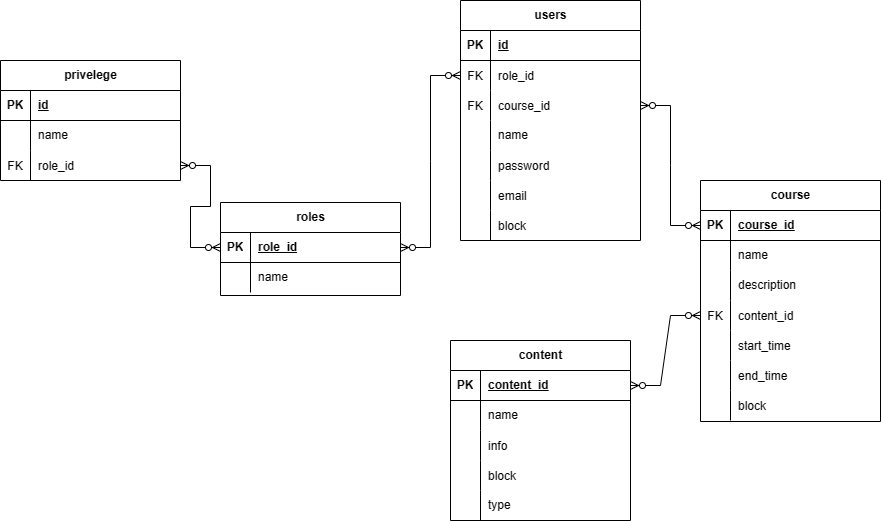 privelege
PK id
name
FK role_id
roles
PK role_id
name
users
PK id
FK role_id
FK course_id
name
password
email
block
course
PK course_id
name
description
FK content_id
start_time
end_time
block
content
PK content_id
name
info
block
type